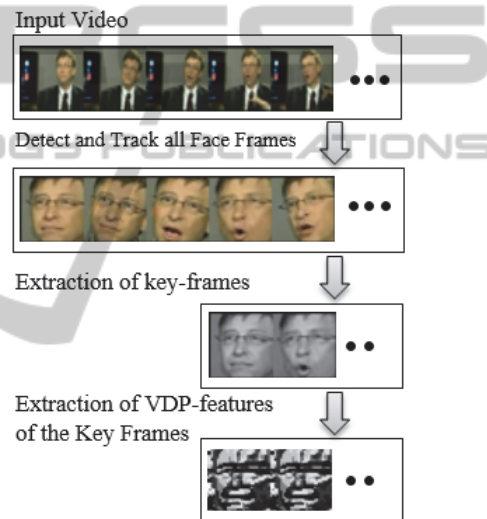 Input Video
Detect and Track all Face Frames
PUBLICATIONS
Extraction of key-frames
Extraction of VDP-features
of the Key Frames